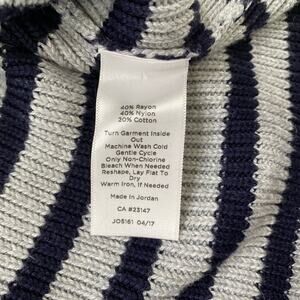 40% Rayon
40% Nylon
20% Cotton
Turn Garment Inside
Out
Machine Wash Cold
Gentle Cycle
Only Non-Chlorine
Bleach When Needed
Reshape, Lay Flat To
Dry
Warm Iron, If Needed
Made In Jordan
CA #23147
JO5161 04/17